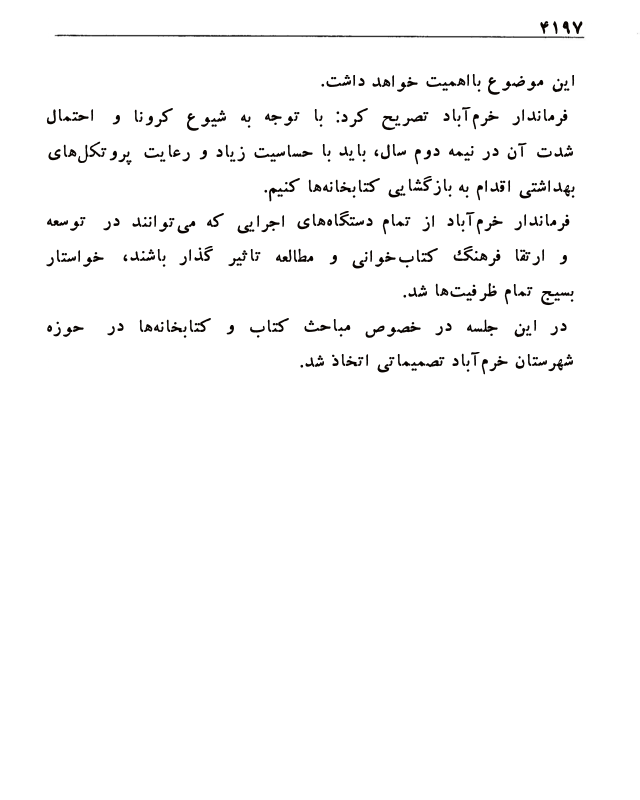 ۴۱۹۷
این موضوع بااهمیت خواهد داشت.
فرماندار خرم‌آباد تصریح کرد: با توجه به شیوع کرونا و احتمال
شدت آن در نیمه دوم سال، باید با حساسیت زیاد و رعایت پروتکل‌های
بهداشتی اقدام به بازگشایی کتابخانه‌ها کنیم.
فرماندار خرم‌آباد از تمام دستگاه‌های اجرایی که می‌توانند در توسعه
و ارتقا فرهنگ کتاب‌خوانی و مطالعه تاثیر گذار باشند، خواستار
بسیج تمام ظرفیت‌ها شد.
در این جلسه در خصوص مباحث کتاب و کتابخانه‌ها در حوزه
شهرستان خرم‌آباد تصمیماتی اتخاذ شد.